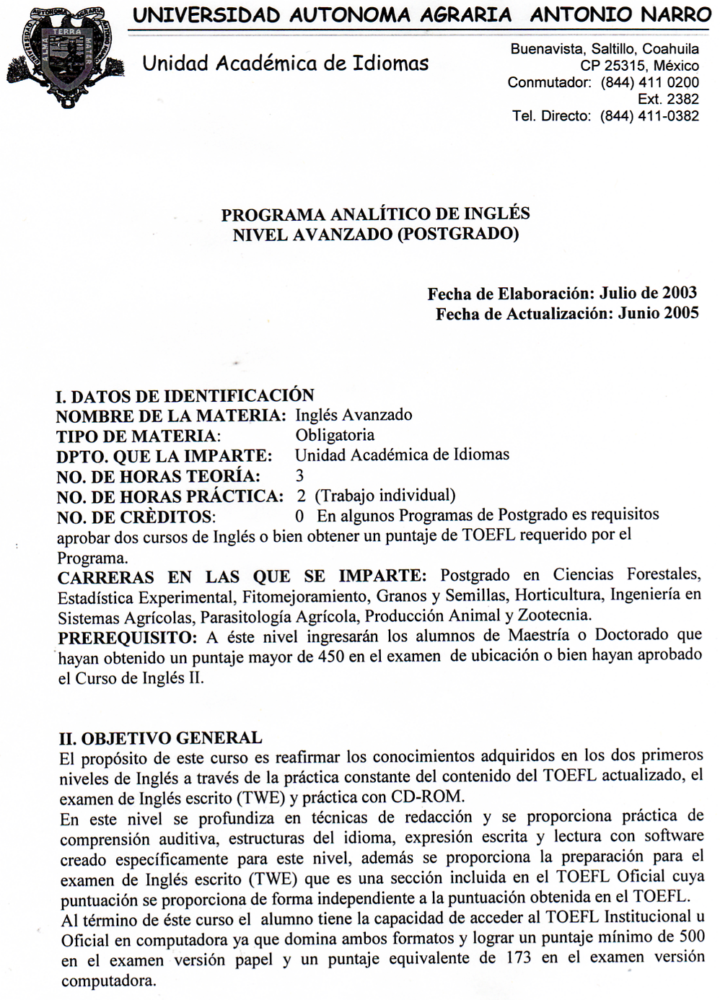 UNIVERSIDAD AUTONOMA AGRARIA ANTONIO NARRO
UNIVERSIDAD AUTONOMA AGRARIA ANTONIO NARRO
ALMA TERRA MATER
Unidad Académica de Idiomas
Buenavista, Saltillo, Coahuila
CP 25315, México
Conmutador: (844) 411 0200
Ext. 2382
Tel. Directo: (844) 411-0382
PROGRAMA ANALÍTICO DE INGLÉS
NIVEL AVANZADO (POSTGRADO)
Fecha de Elaboración: Julio de 2003
Fecha de Actualización: Junio 2005
I. DATOS DE IDENTIFICACIÓN
NOMBRE DE LA MATERIA: Inglés Avanzado
TIPO DE MATERIA: Obligatoria
DPTO. QUE LA IMPARTE: Unidad Académica de Idiomas
NO. DE HORAS TEORÍA: 3
NO. DE HORAS PRÁCTICA: 2 (Trabajo individual)
NO. DE CRÈDITOS: 0 En algunos Programas de Postgrado es requisitos
aprobar dos cursos de Inglés o bien obtener un puntaje de TOEFL requerido por el
Programa.
CARRERAS EN LAS QUE SE IMPARTE: Postgrado en Ciencias Forestales,
Estadística Experimental, Fitomejoramiento, Granos y Semillas, Horticultura, Ingeniería en
Sistemas Agrícolas, Parasitología Agrícola, Producción Animal y Zootecnia.
PREREQUISITO: A éste nivel ingresarán los alumnos de Maestría o Doctorado que
hayan obtenido un puntaje mayor de 450 en el examen de ubicación o bien hayan aprobado
el Curso de Inglés II.
II. OBJETIVO GENERAL
El propósito de este curso es reafirmar los conocimientos adquiridos en los dos primeros
niveles de Inglés a través de la práctica constante del contenido del TOEFL actualizado, el
examen de Inglés escrito (TWE) y práctica con CD-ROM.
En este nivel se profundiza en técnicas de redacción y se proporciona práctica de
comprensión auditiva, estructuras del idioma, expresión escrita y lectura con software
creado específicamente para este nivel, además se proporciona la preparación para el
examen de Inglés escrito (TWE) que es una sección incluida en el TOEFL Oficial cuya
puntuación se proporciona de forma independiente a la puntuación obtenida en el TOEFL.
Al término de éste curso el alumno tiene la capacidad de acceder al TOEFL Institucional u
Oficial en computadora ya que domina ambos formatos y lograr un puntaje mínimo de 500
en el examen versión papel y un puntaje equivalente de 173 en el examen versión
computadora.